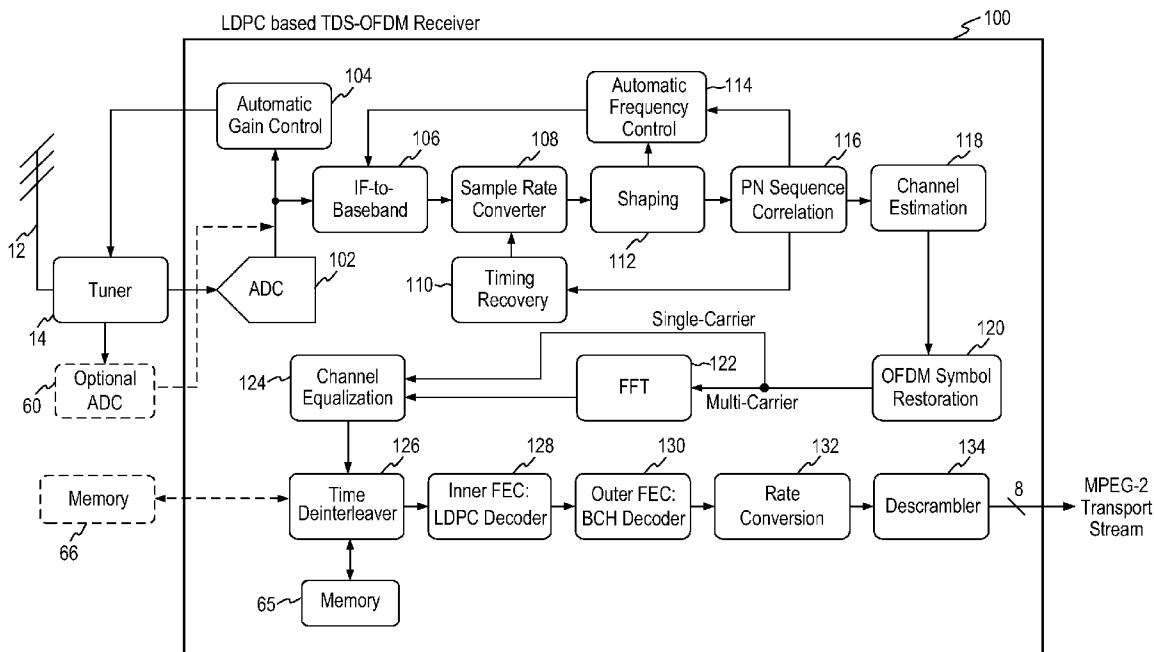 LDPC based TDS-OFDM Receiver
100
104
Automatic
Gain Control
Automatic
Frequency
Control
114
106
IF-to-
Baseband
108
Sample Rate
Converter
Shaping
112
116
PN Sequence
Correlation
118
Channel
Estimation
12
Tuner
14
102
ADC
110
Timing
Recovery
Single-Carrier
60
Optional
ADC
124
Channel
Equalization
122
FFT
Multi-Carrier
120
OFDM Symbol
Restoration
Memory
66
126
Time
Deinterleaver
128
Inner FEC:
LDPC Decoder
130
Outer FEC:
BCH Decoder
132
Rate
Conversion
134
Descrambler
8
MPEG-2
Transport
Stream
65
Memory